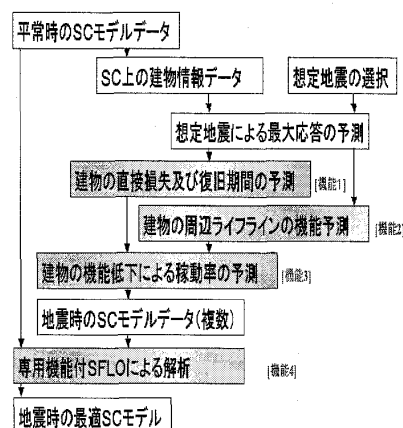 平常時のSCモデルデータ
SC上の建物情報データ
想定地震の選択
想定地震による最大応答の予測
建物の直接損失及び復旧期間の予測
[機能1]
建物の周辺ライフラインの機能予測
[機能2]
建物の機能低下による稼動率の予測
[機能3]
地震時のSCモデルデータ(複数)
専用機能付SFLOによる解析
[機能4]
地震時の最適SCモデル